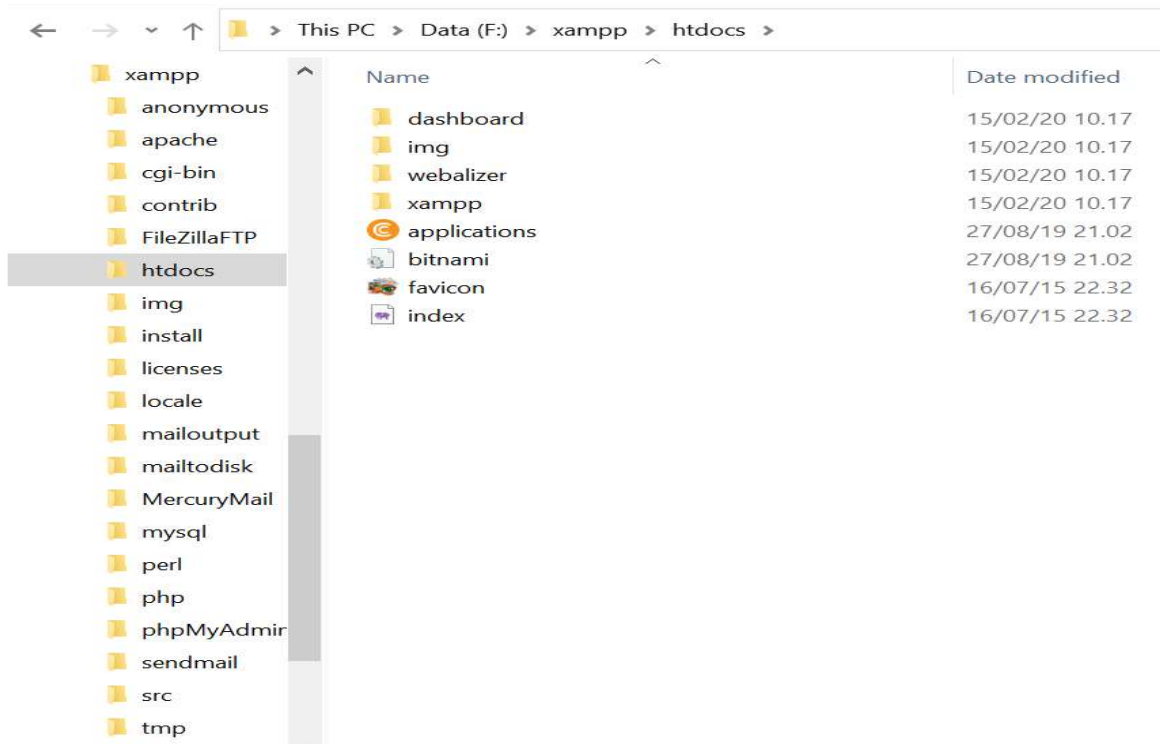 This PC > Data (F:) > xampp > htdocs >
xampp
anonymous
apache
cgi-bin
contrib
FileZillaFTP
htdocs
img
install
licenses
locale
mailoutput
mailtodisk
MercuryMail
mysql
perl
php
phpMyAdmir
sendmail
src
tmp
Name Date modified
dashboard 15/02/20 10.17
img 15/02/20 10.17
webalizer 15/02/20 10.17
xampp 15/02/20 10.17
applications 27/08/19 21.02
bitnami 27/08/19 21.02
favicon 16/07/15 22.32
index 16/07/15 22.32